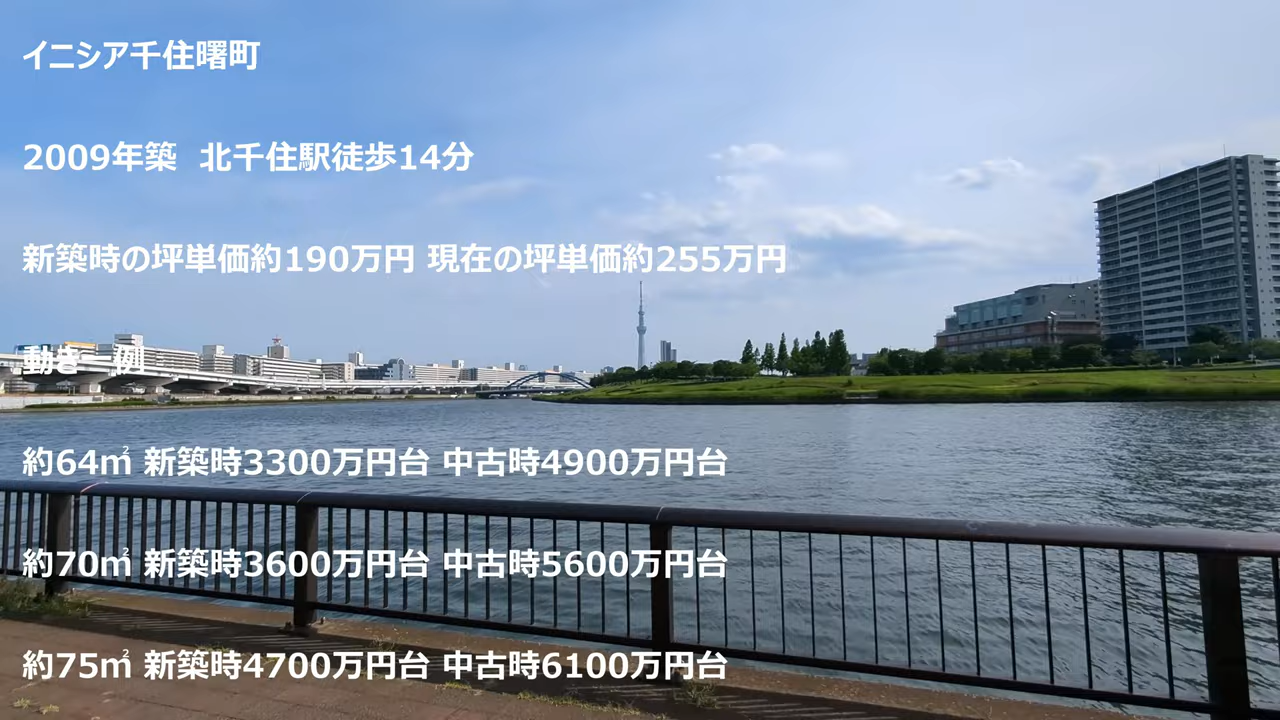 イニシア千住曙町
2009年築 北千住駅徒歩14分
新築時の坪単価約190万円 現在の坪単価約255万円
動き一例
約64㎡ 新築時3300万円台 中古時4900万円台
約70㎡ 新築時3600万円台 中古時5600万円台
約75㎡ 新築時4700万円台 中古時6100万円台